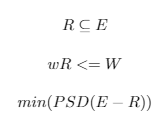 R ⊆ E
wR <= W
min(PSD(E − R))